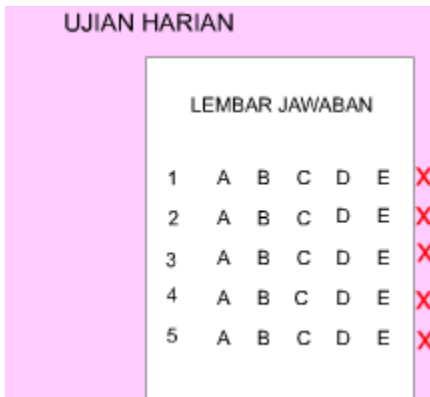 UJIAN HARIAN
LEMBAR JAWABAN
1 A B C D E X
2 A B C D E X
3 A B C D E X
4 A B C D E X
5 A B C D E X